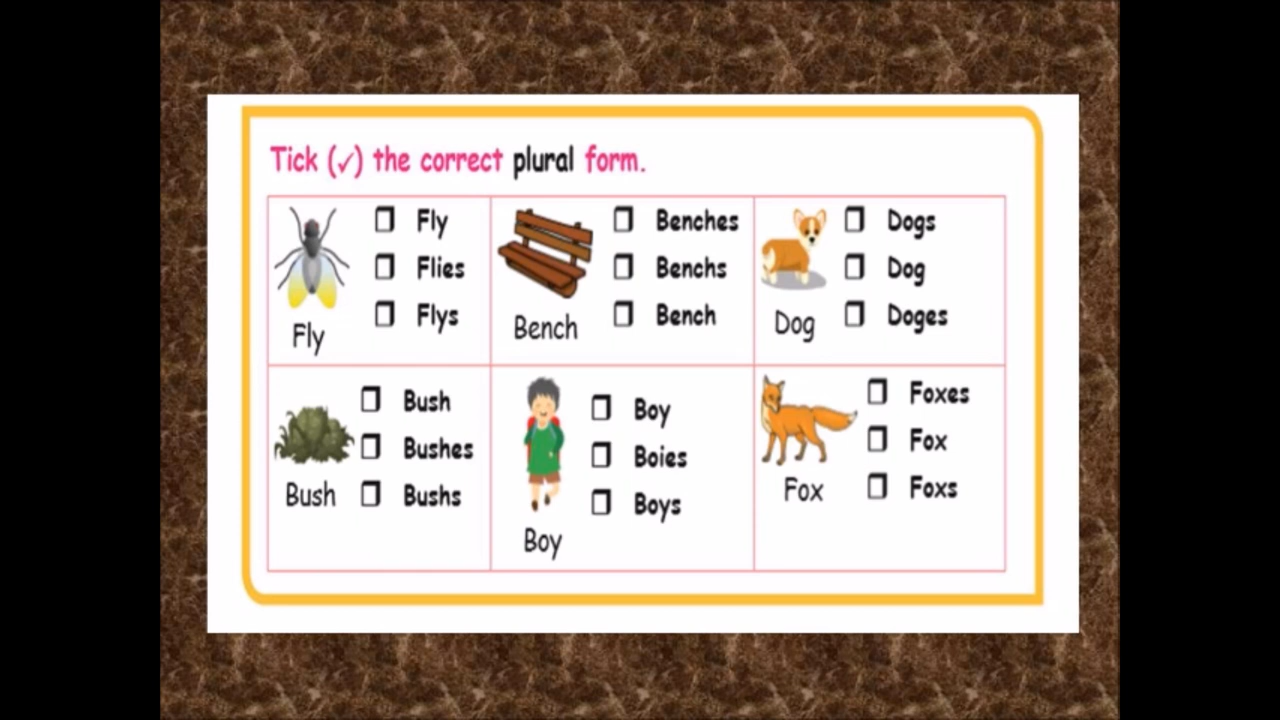 Tick (✓) the correct plural form.
Fly
Flies
Flys
Fly
Benches
Benchs
Bench
Bench
Dogs
Dog
Doges
Dog
Bush
Bushes
Bushs
Bush
Boy
Boies
Boys
Boy
Foxes
Fox
Foxs
Fox